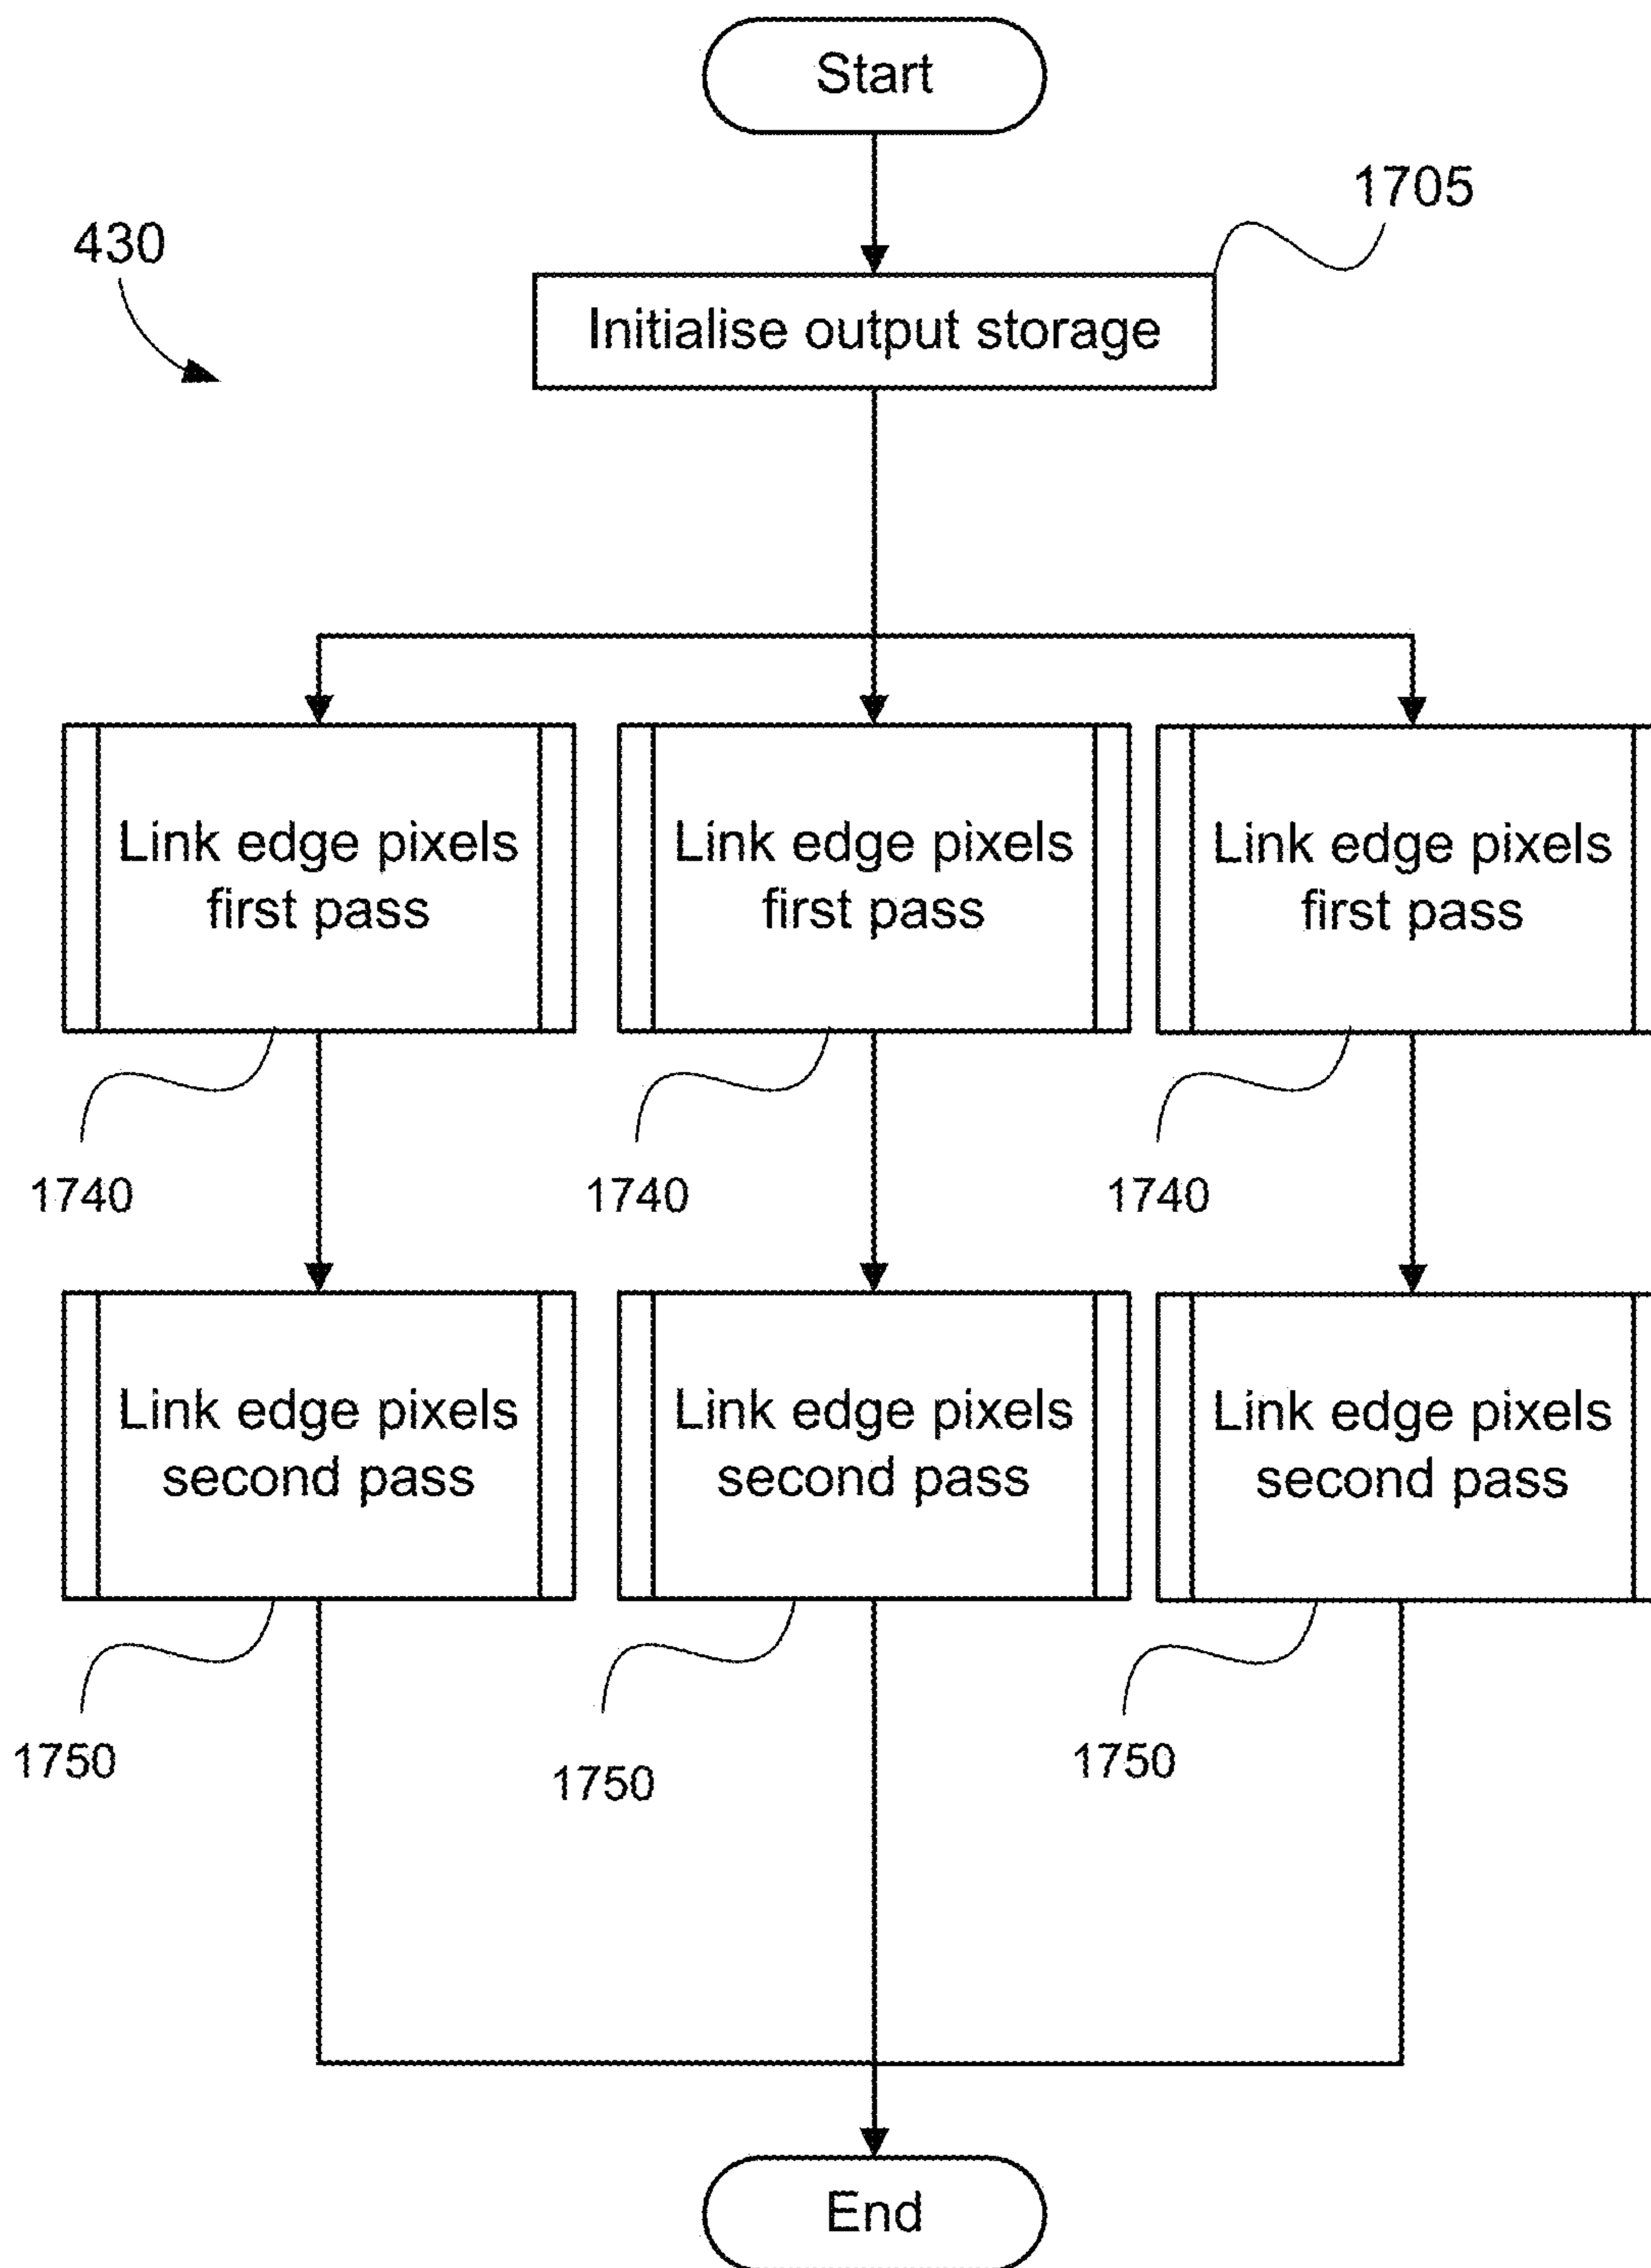 Start
1705
430
Initialise output storage
Link edge pixels
first pass
Link edge pixels
first pass
Link edge pixels
first pass
1740
1740
1740
Link edge pixels
second pass
Link edge pixels
second pass
Link edge pixels
second pass
1750
1750
1750
End